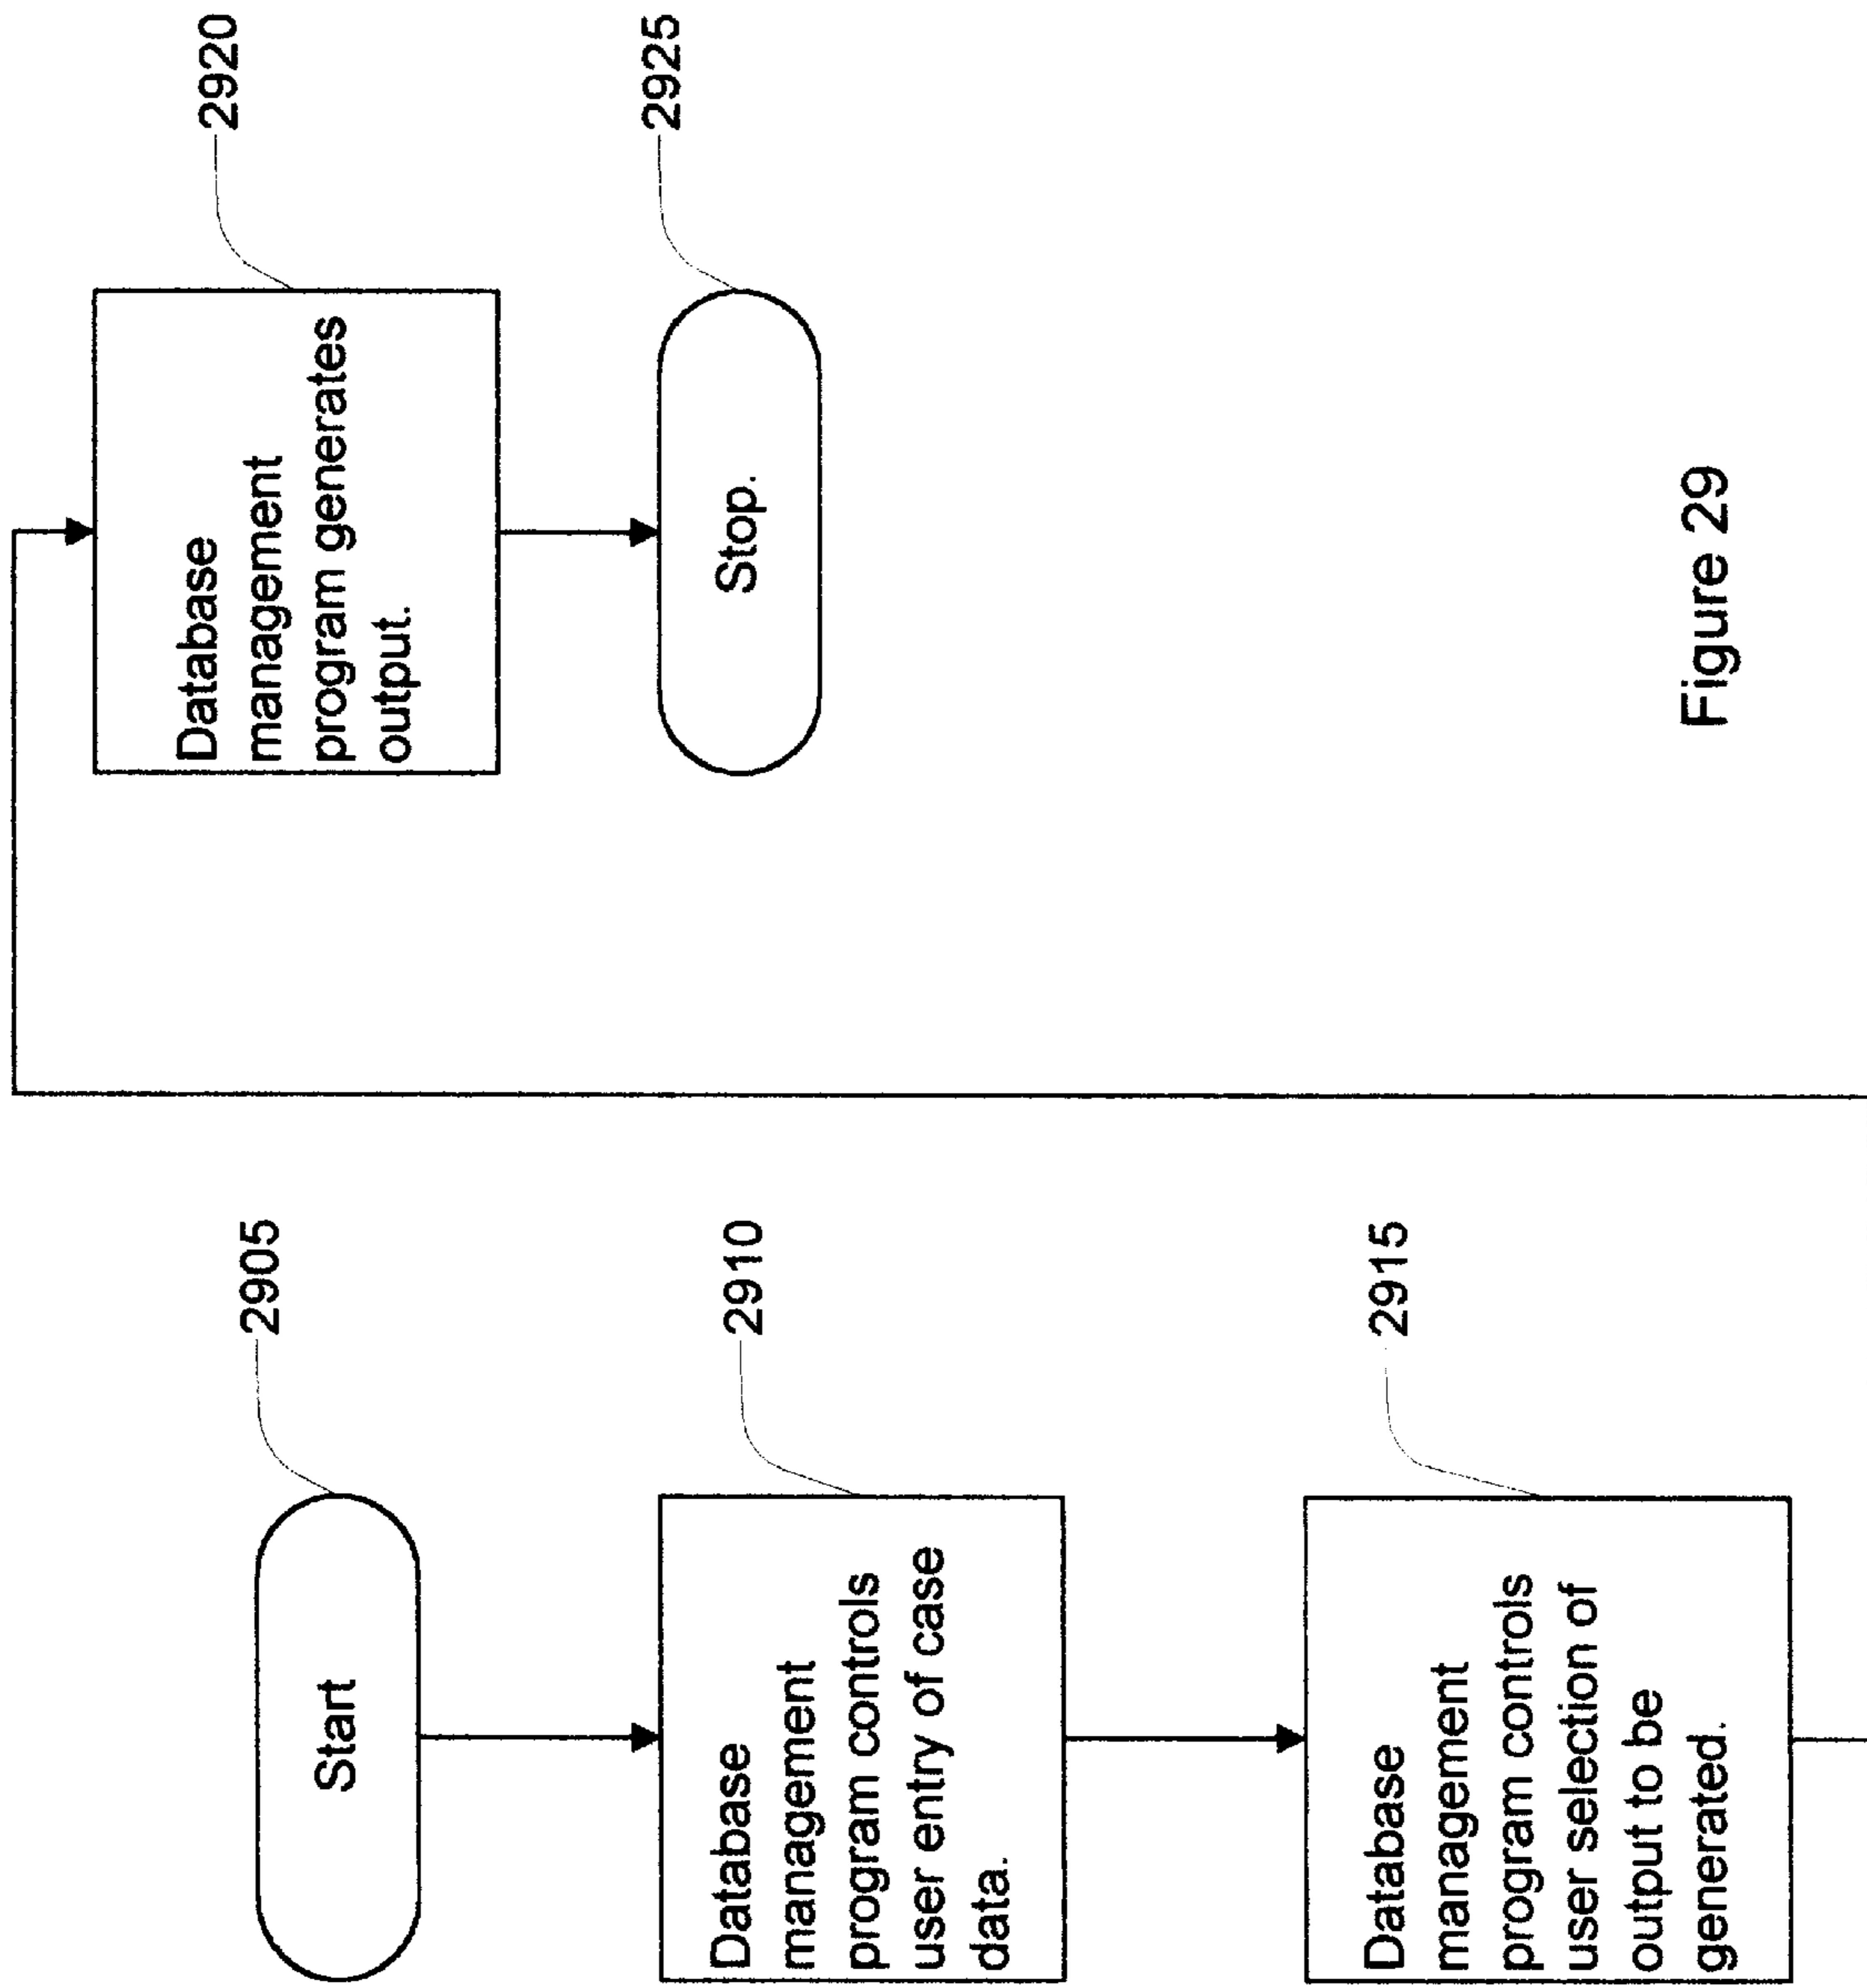 Start
2905
Database
management
program controls
user entry of case
data.
2910
Database
management
program controls
user selection of
output to be
generated.
2915
Database
management
program generates
output.
2920
Stop.
2925
Figure 29